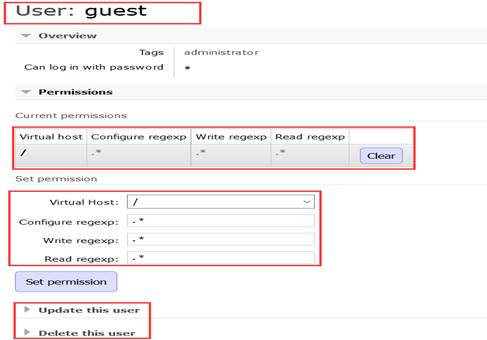 User: guest
Overview
Tags administrator
Can log in with password •
Permissions
Current permissions
Virtual host Configure regexp Write regexp Read regexp
/ .* .* .* Clear
Set permission
Virtual Host: /
Configure regexp: .*
Write regexp: .*
Read regexp: .*
Set permission
Update this user
Delete this user